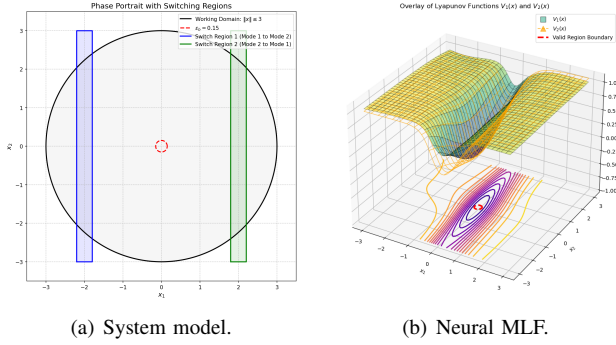 Phase Portrait with Switching Regions
Working Domain: ‖x‖ ≤ 3
ε₀ = 0.15
Switch Region 1 (Mode 1 to Mode 2)
Switch Region 2 (Mode 2 to Mode 1)
3
2
1
0
−1
−2
−3
x₂
−3 −2 −1 0 1 2 3
x₁
(a) System model.
Overlay of Lyapunov Functions V₁(x) and V₂(x)
V₁(x)
V₂(x)
Valid Region Boundary
1.00
0.75
0.50
0.25
0.00
−0.25
−0.50
−0.75
−1.00
−3 −2 −1 0 1 2 3
x₂
−3 −2 −1 0 1 2 3
(b) Neural MLF.